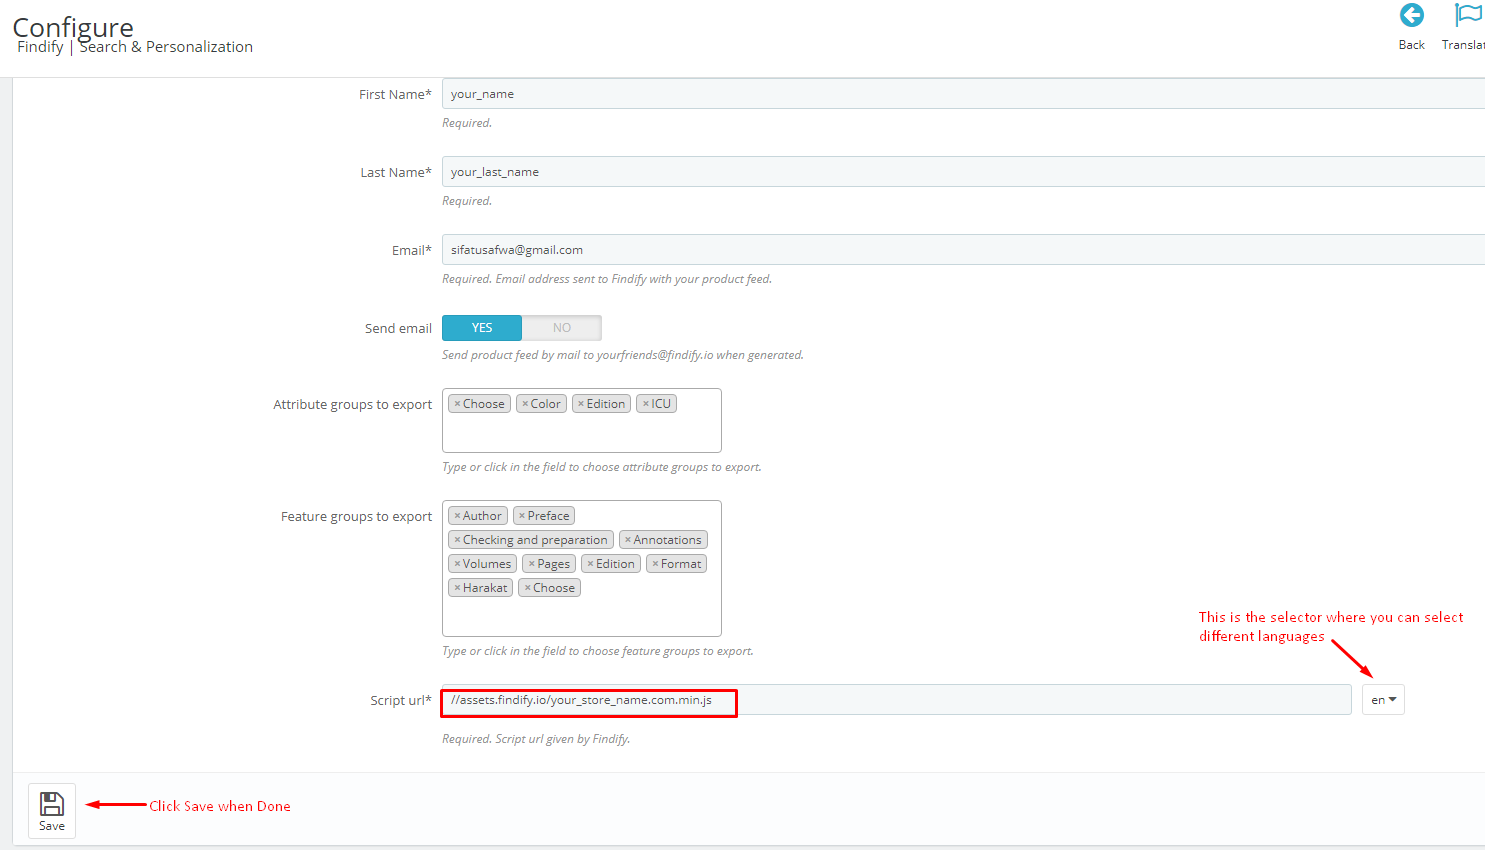 Configure
Findify | Search & Personalization
Back
Translat
First Name*
your_name
Required.
Last Name*
your_last_name
Required.
Email*
sifatusafwa@gmail.com
Required. Email address sent to Findify with your product feed.
Send email
YES
NO
Send product feed by mail to yourfriends@findify.io when generated.
Attribute groups to export
×Choose ×Color ×Edition ×ICU
Type or click in the field to choose attribute groups to export.
Feature groups to export
×Author ×Preface
×Checking and preparation ×Annotations
×Volumes ×Pages ×Edition ×Format
×Harakat ×Choose
Type or click in the field to choose feature groups to export.
This is the selector where you can select
different languages
Script url*
//assets.findify.io/your_store_name.com.min.js
en
Required. Script url given by Findify.
Save
Click Save when Done